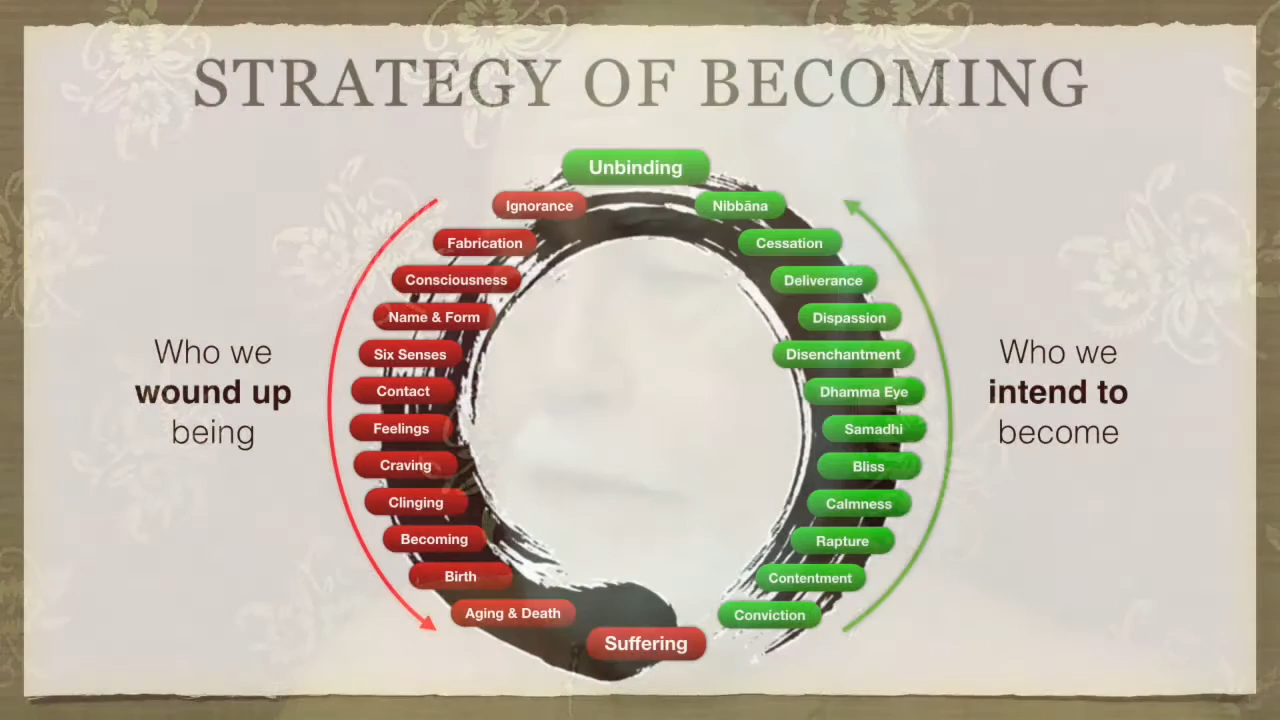 STRATEGY OF BECOMING
Unbinding
Ignorance
Fabrication
Consciousness
Name & Form
Six Senses
Contact
Feelings
Craving
Clinging
Becoming
Birth
Aging & Death
Suffering
Nibbāna
Cessation
Deliverance
Dispassion
Disenchantment
Dhamma Eye
Samadhi
Bliss
Calmness
Rapture
Contentment
Conviction
Who we
wound up
being
Who we
intend to
become